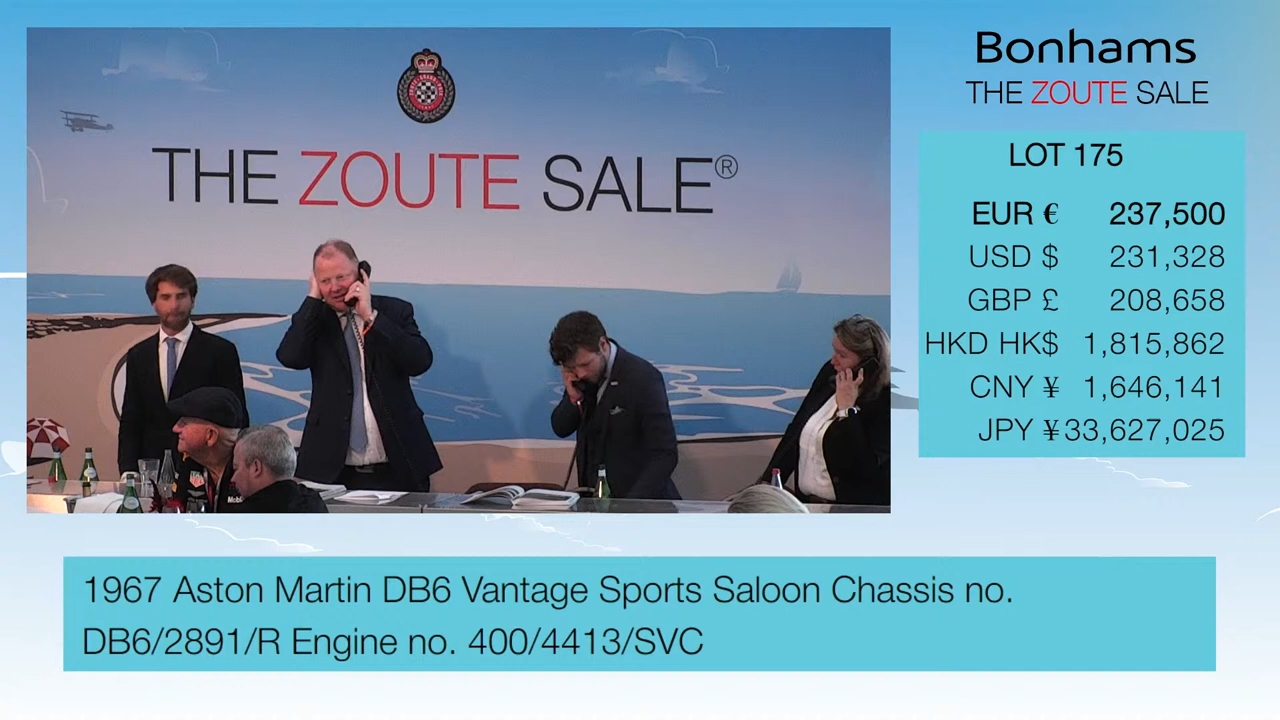 Bonhams
THE ZOUTE SALE
THE ZOUTE SALE®
LOT 175
EUR € 237,500
USD $ 231,328
GBP £ 208,658
HKD HK$ 1,815,862
CNY ¥ 1,646,141
JPY ¥ 33,627,025
1967 Aston Martin DB6 Vantage Sports Saloon Chassis no.
DB6/2891/R Engine no. 400/4413/SVC